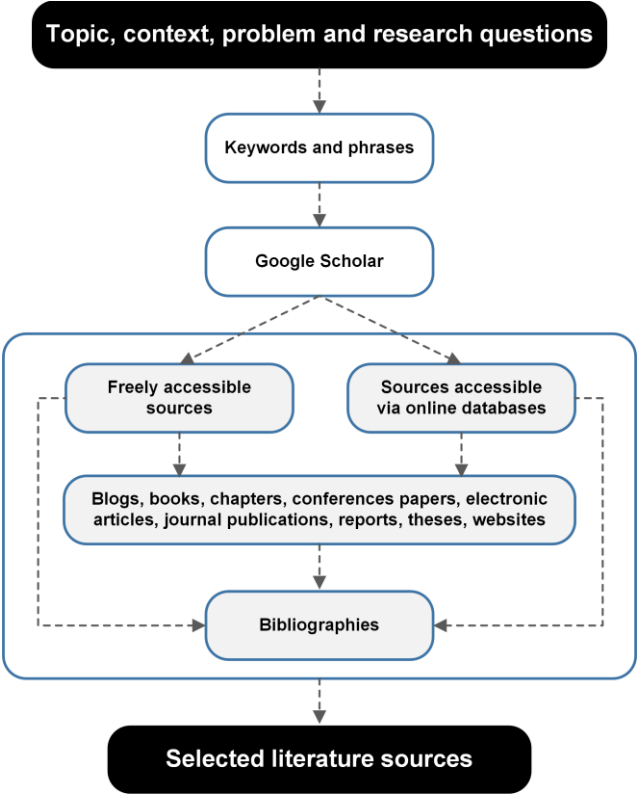 Topic, context, problem and research questions
Keywords and phrases
Google Scholar
Freely accessible
sources
Sources accessible
via online databases
Blogs, books, chapters, conferences papers, electronic
articles, journal publications, reports, theses, websites
Bibliographies
Selected literature sources